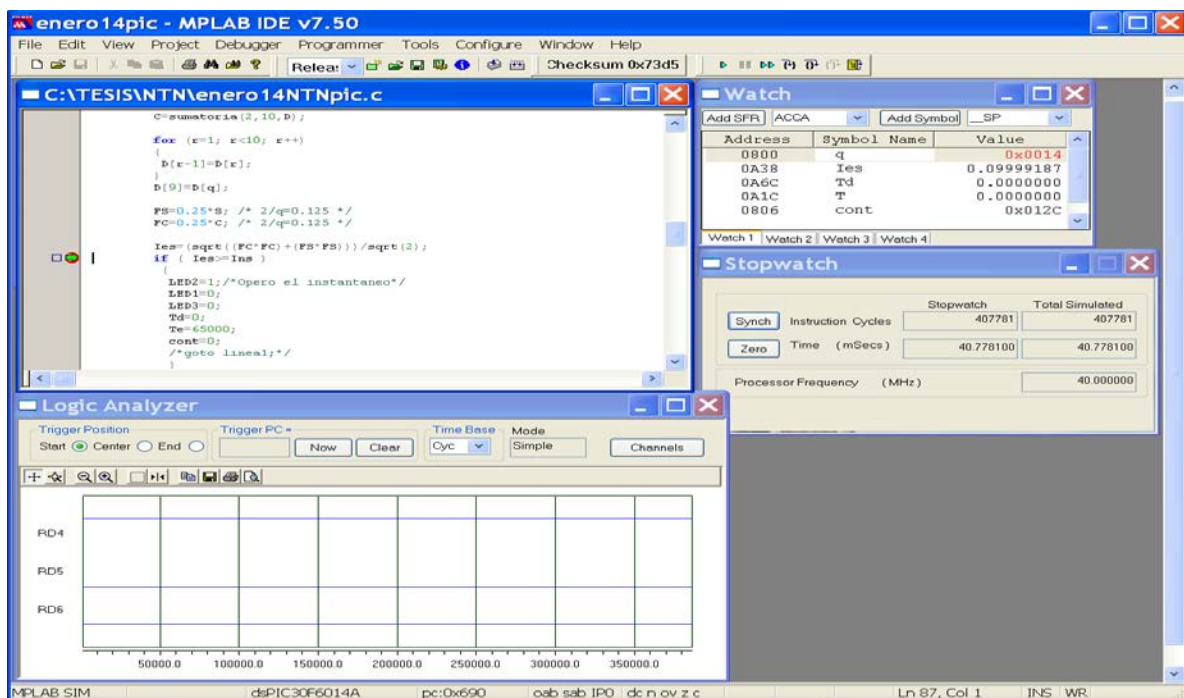 enero14pic - MPLAB IDE v7.50
File Edit View Project Debugger Programmer Tools Configure Window Help
Releas Checksum 0x73d5
C:\TESIS\NTN\enero14NTNpic.c
C=sumatoria(2,10,D);
for (r=1; r<10; r++)
{
D[r-1]=D[r];
}
D[9]=D[q];
FS=0.25*S; /* 2/q=0.125 */
FC=0.25*C; /* 2/q=0.125 */
Ies=(sqrt((FC*FC)+(FS*FS)))/sqrt(2);
if ( Ies>=Ins )
{
LED2=1;/*Opero el instantaneo*/
LED1=0;
LED3=0;
Td=0;
Te=65000;
cont=0;
/*goto linea1;*/
}
Watch
Add SFR ACCA Add Symbol __SP
Address Symbol Name Value
0800 q 0x0014
0A38 Ies 0.09999187
0A6C Td 0.0000000
0A1C T 0.0000000
0806 cont 0x012C
Watch 1 Watch 2 Watch 3 Watch 4
Stopwatch
Stopwatch Total Simulated
Synch Instruction Cycles 407781 407781
Zero Time (mSecs) 40.778100 40.778100
Processor Frequency (MHz) 40.000000
Logic Analyzer
Trigger Position Trigger PC = Time Base Mode
Start Center End Now Clear Cyc Simple Channels
RD4
RD5
RD6
50000.0 100000.0 150000.0 200000.0 250000.0 300000.0 350000.0
MPLAB SIM dsPIC30F6014A pc:0x690 oab sab IP0 dc n ov z c Ln 87, Col 1 INS WR